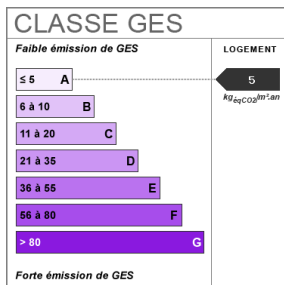 CLASSE GES
Faible émission de GES
LOGEMENT
≤ 5 A
5
kgéqCO2/m².an
6 à 10 B
11 à 20 C
21 à 35 D
36 à 55 E
56 à 80 F
> 80 G
Forte émission de GES